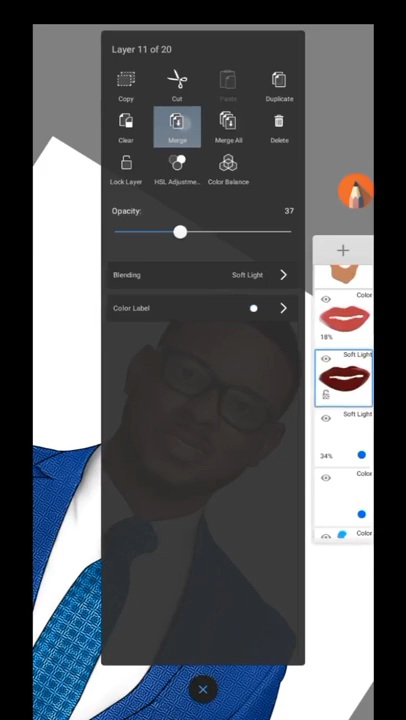 Layer 11 of 20
Copy
Cut
Paste
Duplicate
Clear
Merge
Merge All
Delete
Lock Layer
HSL Adjustme..
Color Balance
Opacity:
37
Blending
Soft Light
Color Label
Color
18%
Soft Light
Soft Light
34%
Color
Color